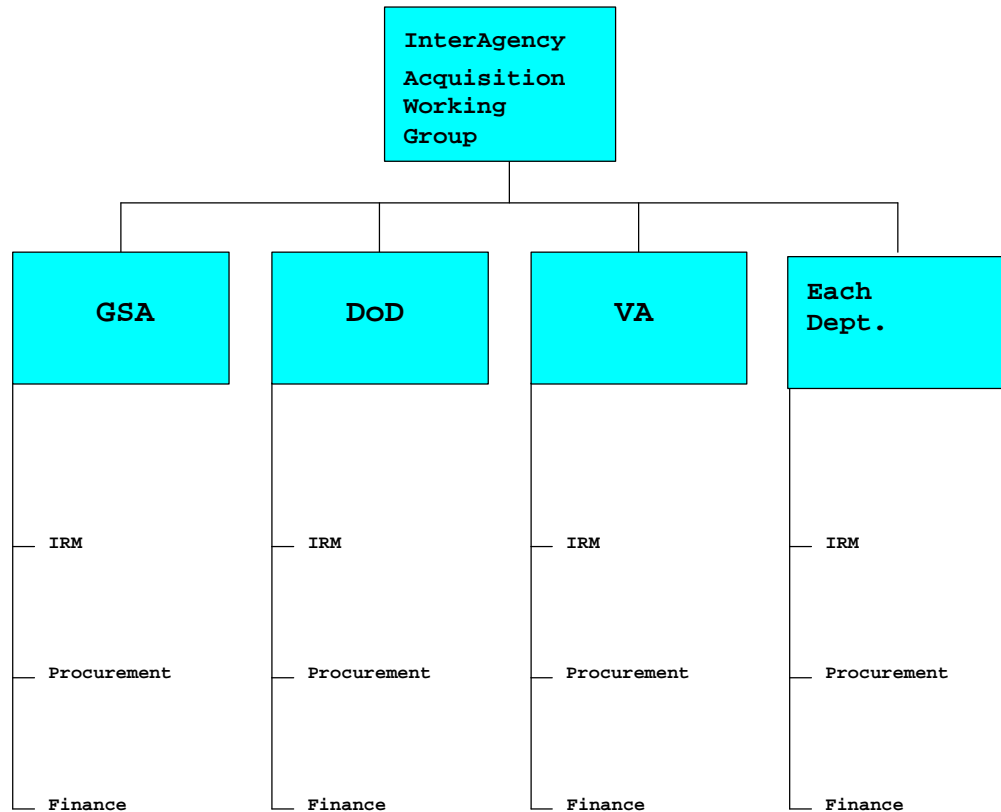 InterAgency
Acquisition
Working
Group
GSA
DoD
VA
Each
Dept.
IRM
IRM
IRM
IRM
Procurement
Procurement
Procurement
Procurement
Finance
Finance
Finance
Finance